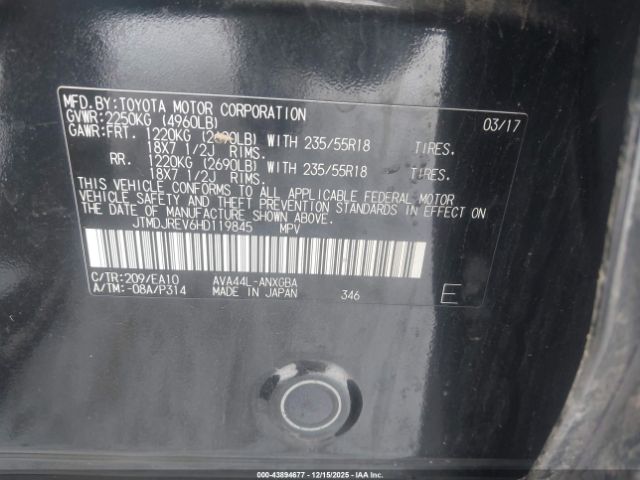 MFD.BY:TOYOTA MOTOR CORPORATION 03/17
GVWR:2250KG (4960LB)
GAWR:FRT. 1220KG (2690LB) WITH 235/55R18 TIRES.
18X7 1/2J RIMS.
RR. 1220KG (2690LB) WITH 235/55R18 TIRES.
18X7 1/2J RIMS.
THIS VEHICLE CONFORMS TO ALL APPLICABLE FEDERAL MOTOR
VEHICLE SAFETY AND THEFT PREVENTION STANDARDS IN EFFECT ON
THE DATE OF MANUFACTURE SHOWN ABOVE.
JTMDJREV6HD119845 MPV
C/TR:209/EA10 AVA44L-ANXGBA
A/TM:-08A/P314 MADE IN JAPAN 346 E
000-43894677 - 12/15/2025 - IAA Inc.